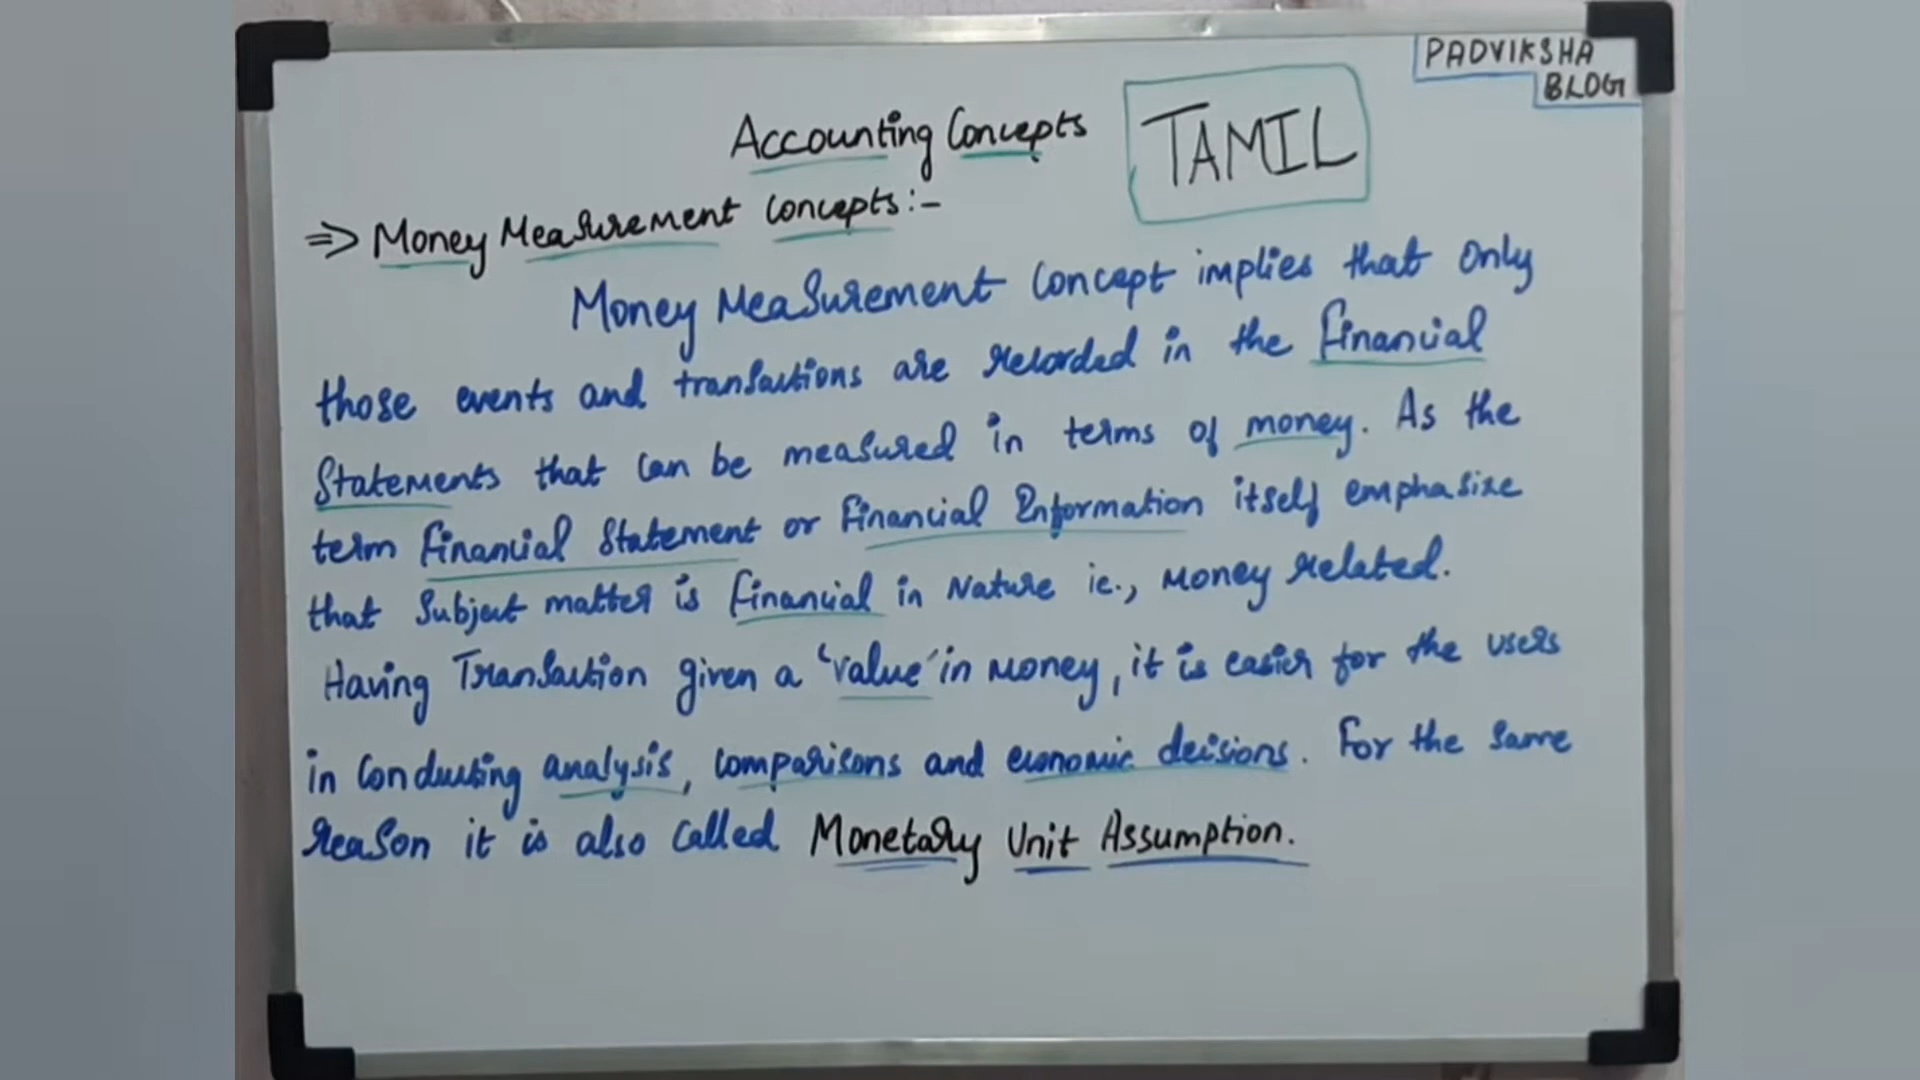 PADVIKSHA
BLOG
Accounting Concepts
TAMIL
⇒ Money Measurement Concepts:-
Money Measurement Concept implies that only
those events and transactions are recorded in the financial
Statements that can be measured in terms of money. As the
term financial Statement or financial Information itself emphasize
that Subject matter is financial in Nature ie., Money related.
Having Transaction given a 'value' in money, it is easier for the users
in Conducting analysis, comparisons and economic decisions. For the same
reason it is also called Monetary Unit Assumption.